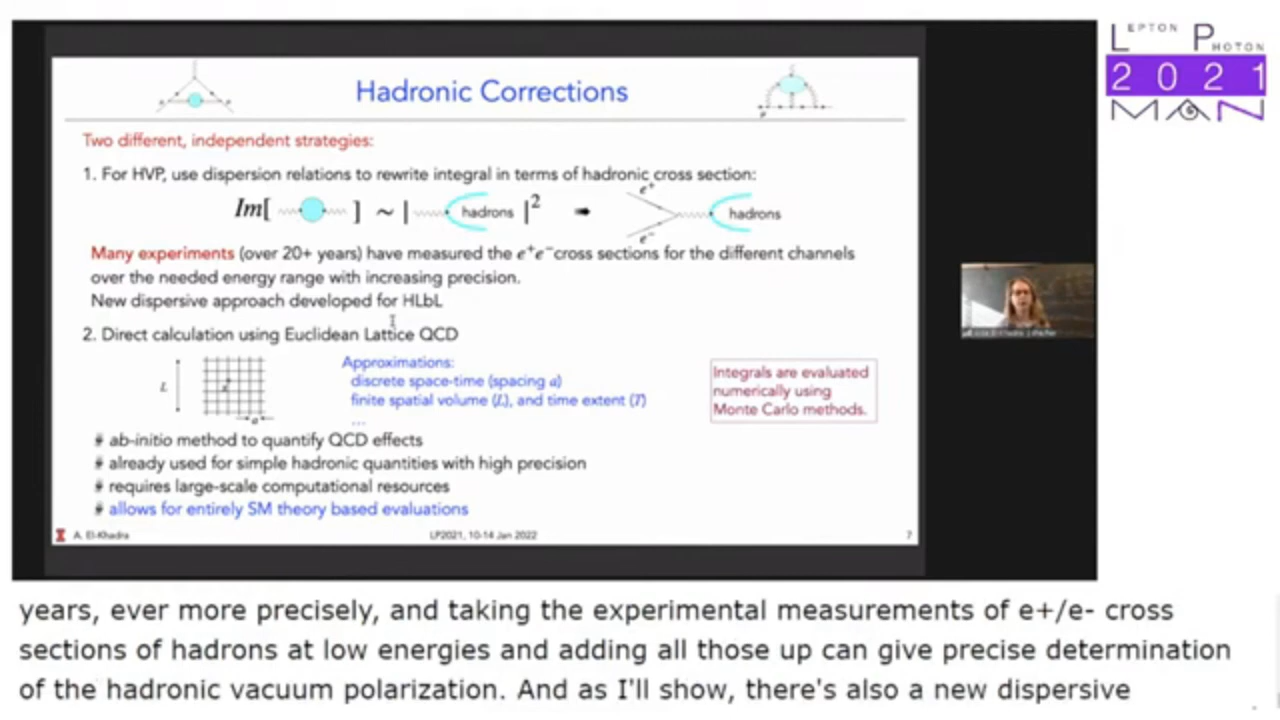 LEPTON PHOTON
2021
MAN
Hadronic Corrections
Two different, independent strategies:
1. For HVP, use dispersion relations to rewrite integral in terms of hadronic cross section:
Im[ ] ~ | hadrons |² ➡ e⁺ e⁻ hadrons
Many experiments (over 20+ years) have measured the e⁺e⁻cross sections for the different channels
over the needed energy range with increasing precision.
New dispersive approach developed for HLbL
2. Direct calculation using Euclidean Lattice QCD
L
a
Approximations:
discrete space-time (spacing a)
finite spatial volume (L), and time extent (T)
...
Integrals are evaluated
numerically using
Monte Carlo methods.
# ab-initio method to quantify QCD effects
# already used for simple hadronic quantities with high precision
# requires large-scale computational resources
# allows for entirely SM theory based evaluations
A. El-Khadra LP2021, 10-14 Jan 2022 7
years, ever more precisely, and taking the experimental measurements of e+/e- cross
sections of hadrons at low energies and adding all those up can give precise determination
of the hadronic vacuum polarization. And as I'll show, there's also a new dispersive